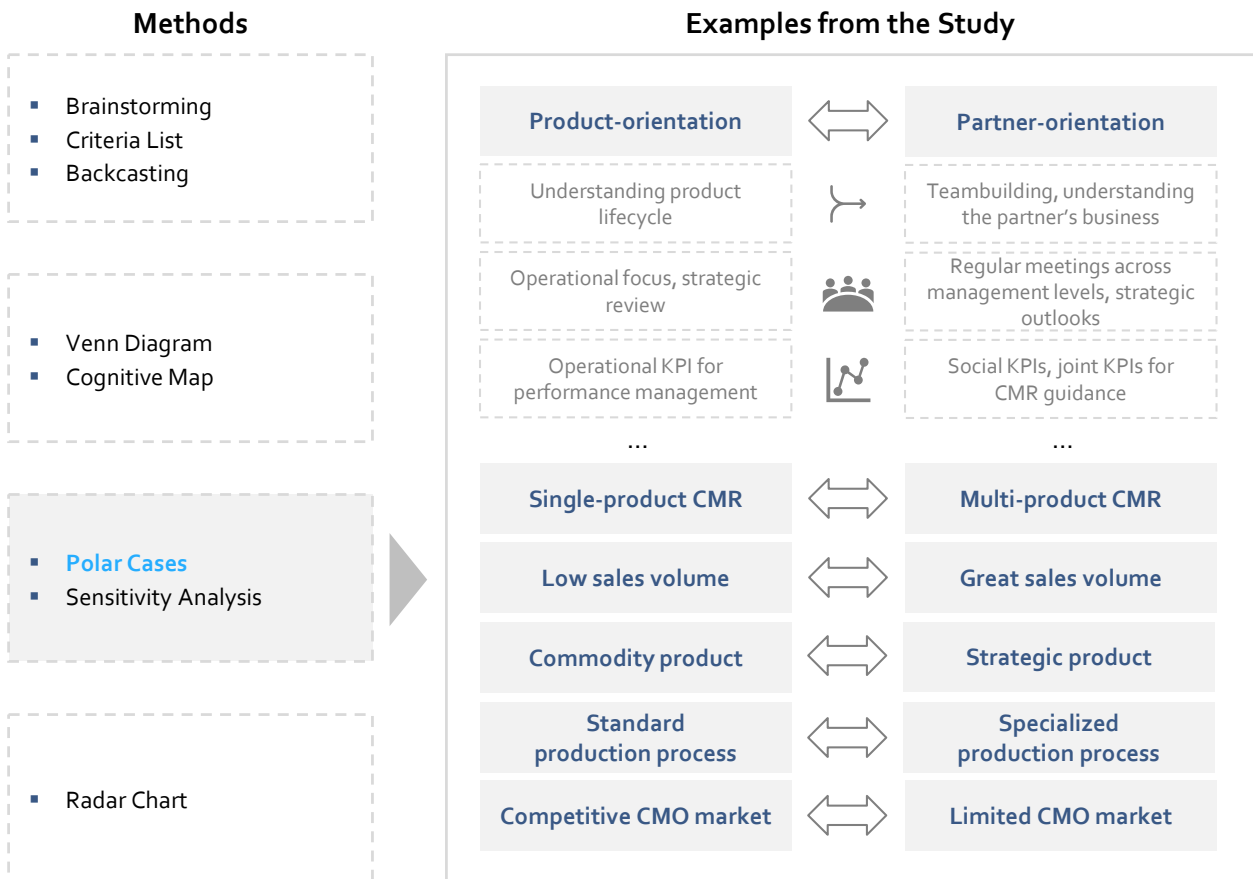 Methods
Examples from the Study
Brainstorming
Criteria List
Backcasting
Venn Diagram
Cognitive Map
Polar Cases
Sensitivity Analysis
Radar Chart
Product-orientation
Partner-orientation
Understanding product
lifecycle
Teambuilding, understanding
the partner's business
Operational focus, strategic
review
Regular meetings across
management levels, strategic
outlooks
Operational KPI for
performance management
Social KPIs, joint KPIs for
CMR guidance
...
...
Single-product CMR
Multi-product CMR
Low sales volume
Great sales volume
Commodity product
Strategic product
Standard
production process
Specialized
production process
Competitive CMO market
Limited CMO market